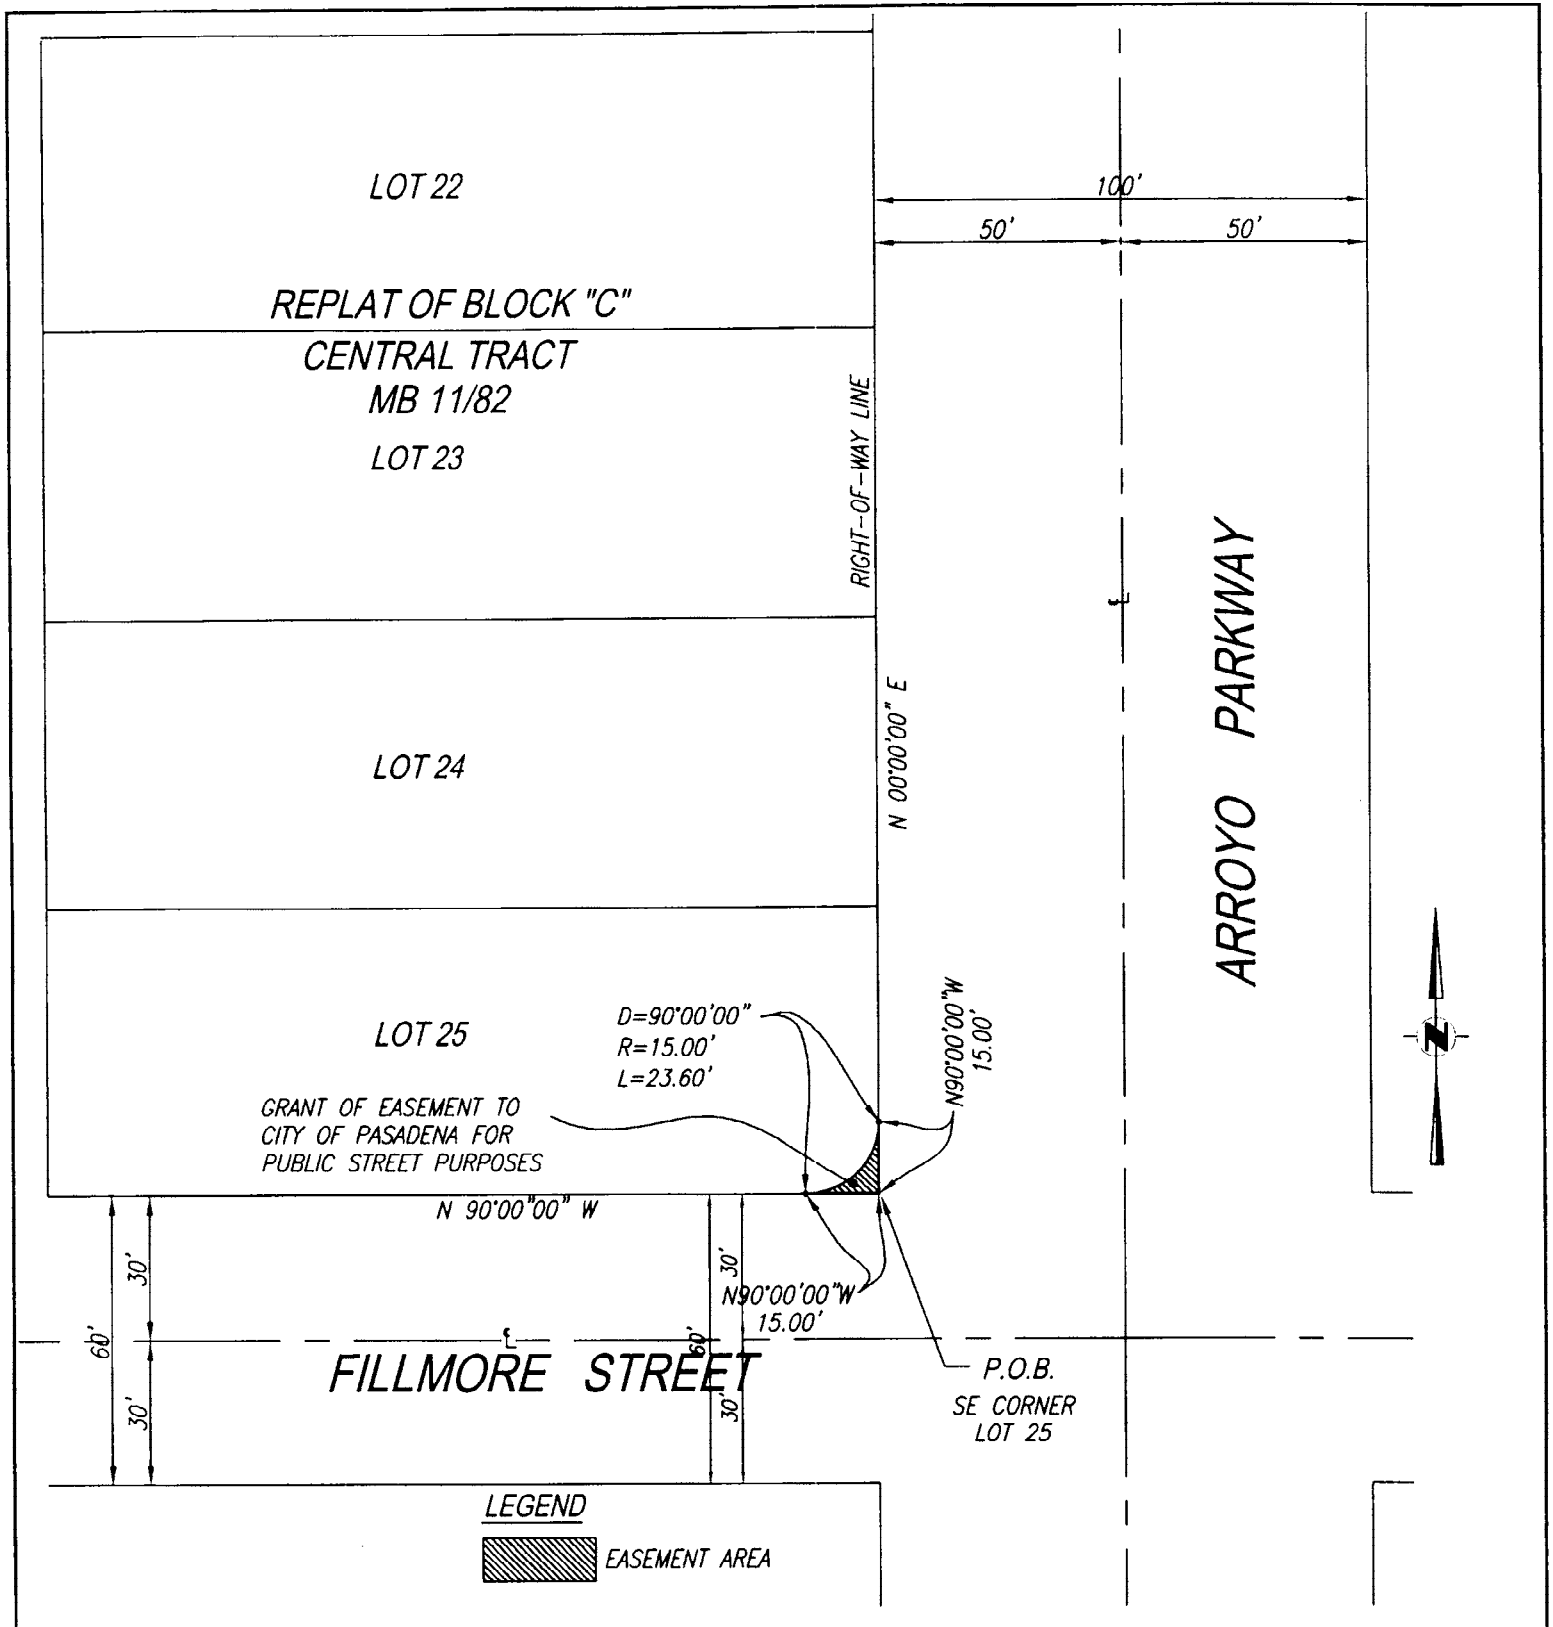 LOT 22
100'
50'
50'
REPLAT OF BLOCK "C"
CENTRAL TRACT
MB 11/82
LOT 23
RIGHT-OF-WAY LINE
ARROYO PARKWAY
N 00°00'00" E
LOT 24
LOT 25
D=90°00'00"
R=15.00'
L=23.60'
N90°00'00"W
15.00'
N
GRANT OF EASEMENT TO
CITY OF PASADENA FOR
PUBLIC STREET PURPOSES
N 90°00"00" W
30'
30'
60'
30'
30'
60'
N90°00'00"W
15.00'
FILLMORE STREET
P.O.B.
SE CORNER
LOT 25
LEGEND
EASEMENT AREA